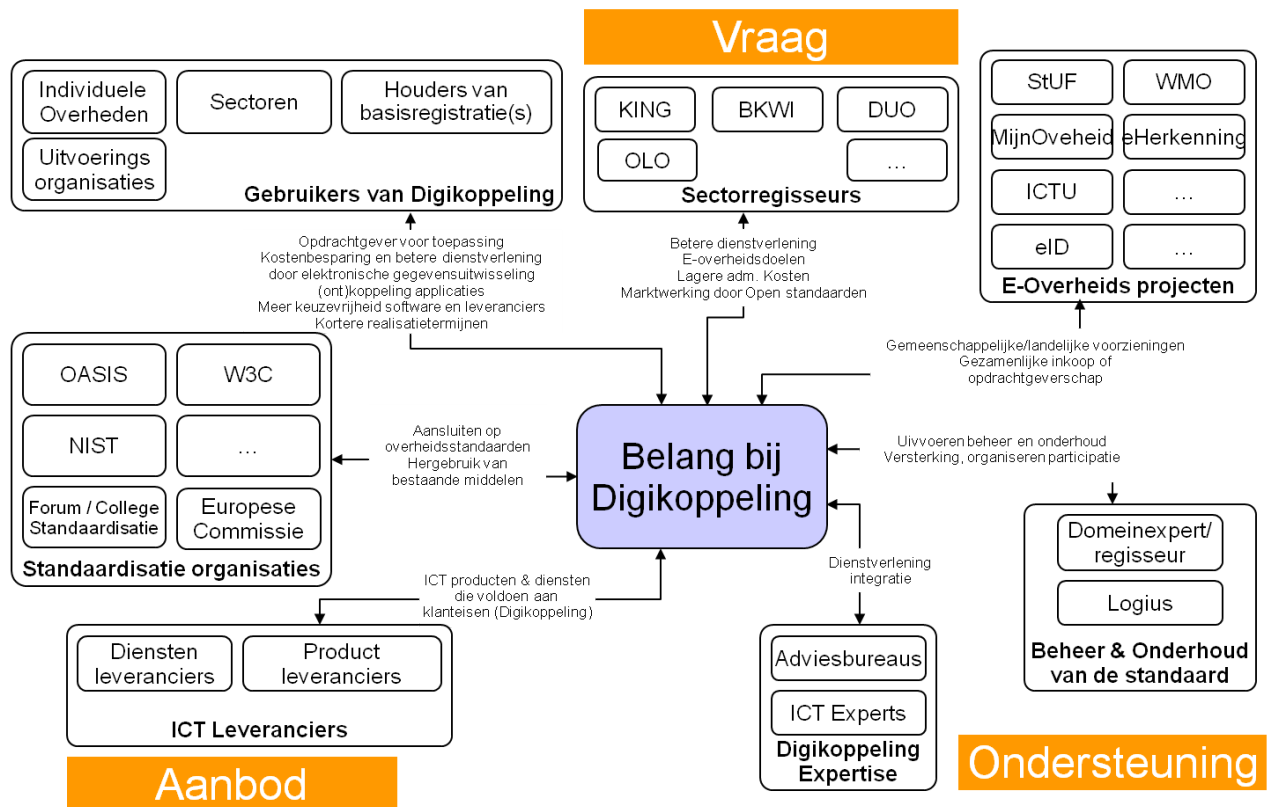 Vraag
Individuele
Overheden
Sectoren
Houders van
basisregistratie(s)
Uitvoerings
organisaties
Gebruikers van Digikoppeling
KING
BKWI
DUO
OLO
...
Sectorregisseurs
StUF
WMO
MijnOveheid
eHerkenning
ICTU
...
eID
...
E-Overheids projecten
Opdrachtgever voor toepassing
Kostenbesparing en betere dienstverlening
door elektronische gegevensuitwisseling
(ont)koppeling applicaties
Meer keuzevrijheid software en leveranciers
Kortere realisatietermijnen
Betere dienstverlening
E-overheidsdoelen
Lagere adm. Kosten
Marktwerking door Open standaarden
Gemeenschappelijke/landelijke voorzieningen
Gezamenlijke inkoop of
opdrachtgeverschap
OASIS
W3C
NIST
...
Forum / College
Standaardisatie
Europese
Commissie
Standaardisatie organisaties
Aansluiten op
overheidsstandaarden
Hergebruik van
bestaande middelen
Belang bij
Digikoppeling
Uivvoeren beheer en onderhoud
Versterking, organiseren participatie
Domeinexpert/
regisseur
Logius
Beheer & Onderhoud
van de standaard
ICT producten & diensten
die voldoen aan
klanteisen (Digikoppeling)
Dienstverlening
integratie
Diensten
leveranciers
Product
leveranciers
ICT Leveranciers
Adviesbureaus
ICT Experts
Digikoppeling
Expertise
Aanbod
Ondersteuning